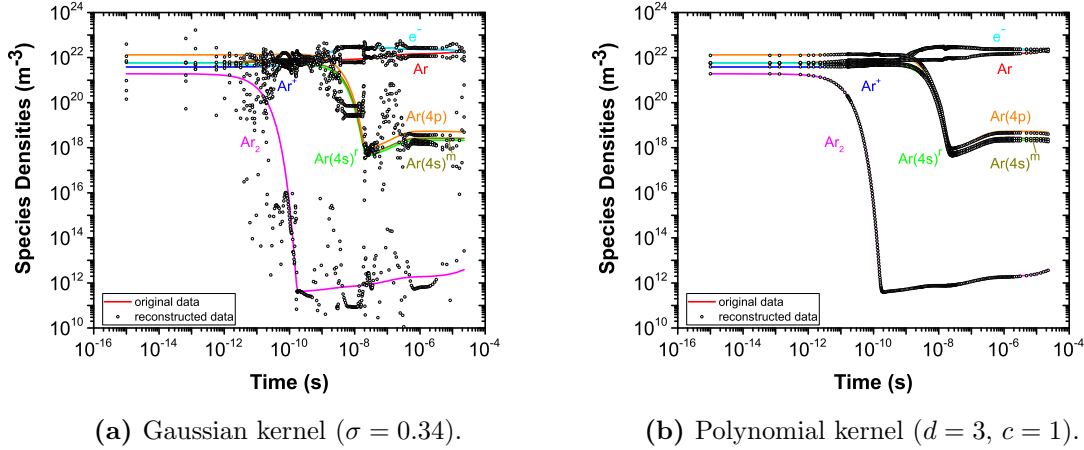 10^24
10^22
10^20
10^18
10^16
10^14
10^12
10^10
Species Densities (m^-3)
e^-
Ar
Ar^+
Ar_2
Ar(4p)
Ar(4s)^r
Ar(4s)^m
original data
reconstructed data
10^-16 10^-14 10^-12 10^-10 10^-8 10^-6 10^-4
Time (s)
(a) Gaussian kernel (σ = 0.34).
10^24
10^22
10^20
10^18
10^16
10^14
10^12
10^10
Species Densities (m^-3)
e^-
Ar
Ar^+
Ar_2
Ar(4p)
Ar(4s)^r
Ar(4s)^m
original data
reconstructed data
10^-16 10^-14 10^-12 10^-10 10^-8 10^-6 10^-4
Time (s)
(b) Polynomial kernel (d = 3, c = 1).